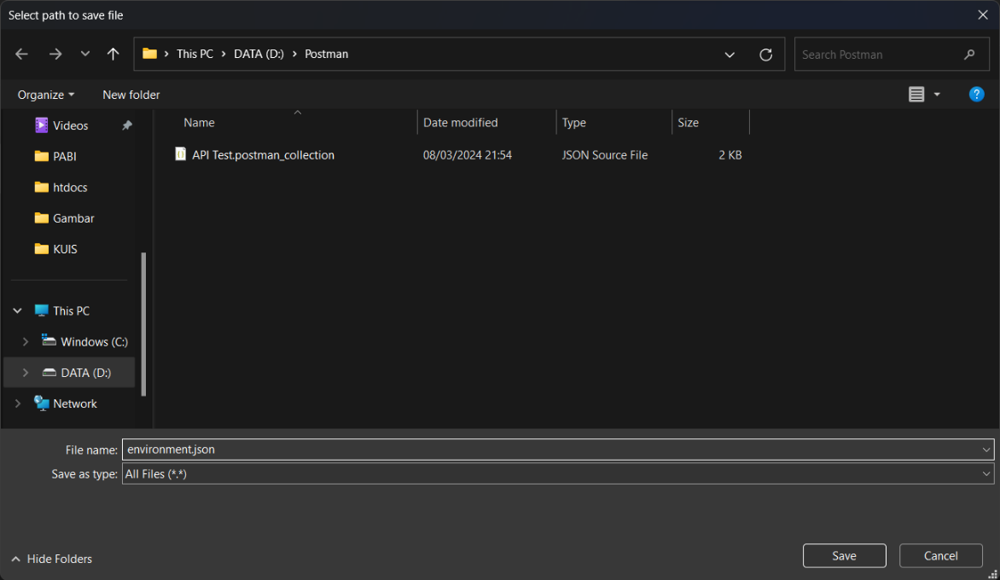 Select path to save file
This PC > DATA (D:) > Postman
Search Postman
Organize
New folder
?
Name
Date modified
Type
Size
Videos
PABI
htdocs
Gambar
KUIS
This PC
Windows (C:)
DATA (D:)
Network
API Test.postman_collection
08/03/2024 21:54
JSON Source File
2 KB
File name: environment.json
Save as type: All Files (*.*)
Hide Folders
Save
Cancel